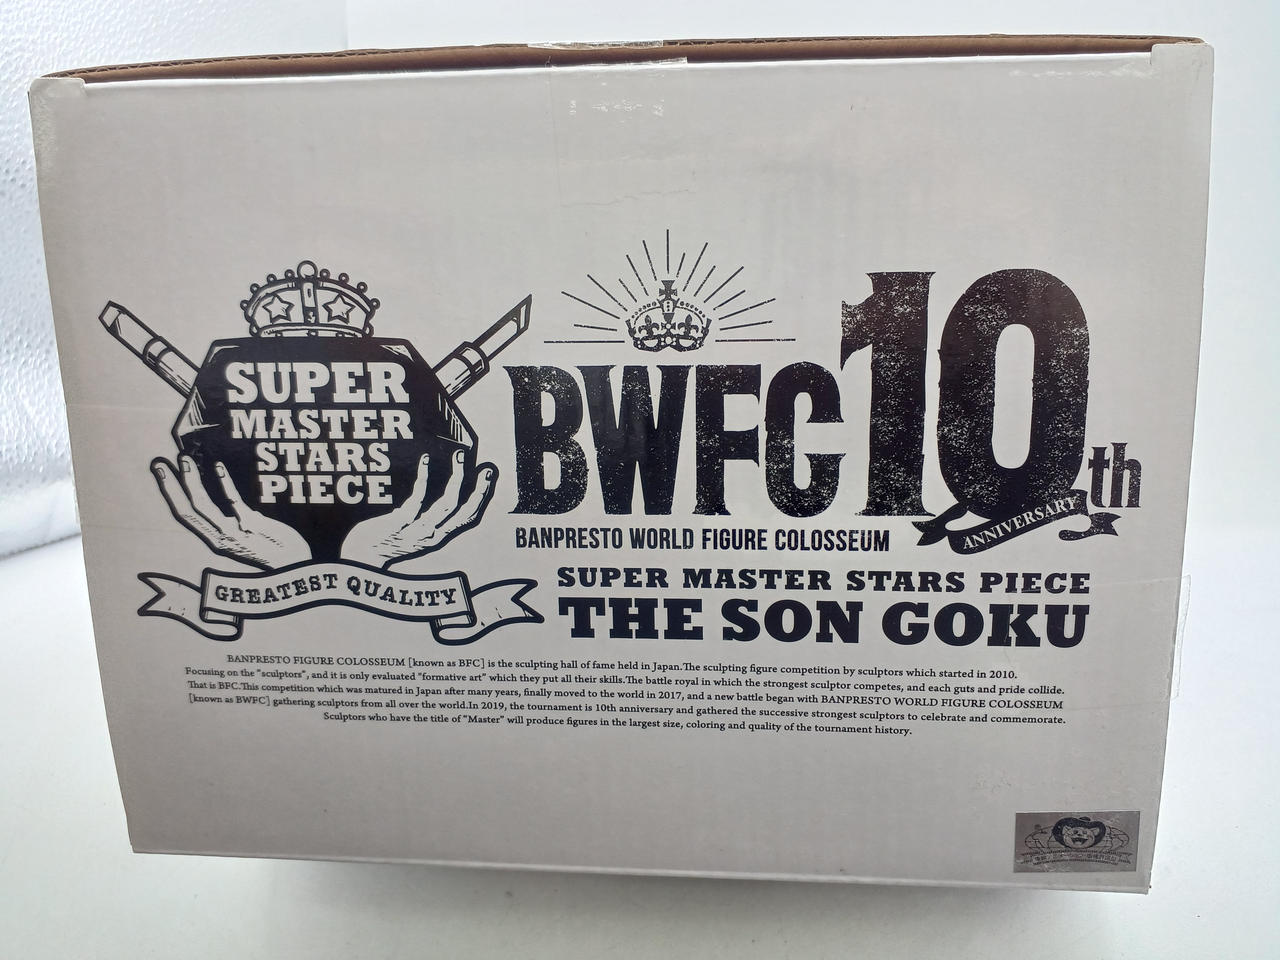 SUPER
MASTER
STARS
PIECE
GREATEST QUALITY
BWFC 10th
ANNIVERSARY
BANPRESTO WORLD FIGURE COLOSSEUM
SUPER MASTER STARS PIECE
THE SON GOKU
BANPRESTO FIGURE COLOSSEUM [known as BFC] is the sculpting hall of fame held in Japan.The sculpting figure competition by sculptors which started in 2010.
Focusing on the "sculptors", and it is only evaluated "formative art" which they put all their skills.The battle royal in which the strongest sculptor competes, and each guts and pride collide.
That is BFC.This competition which was matured in Japan after many years, finally moved to the world in 2017, and a new battle began with BANPRESTO WORLD FIGURE COLOSSEUM
[known as BWFC] gathering sculptors from all over the world.In 2019, the tournament is 10th anniversary and gathered the successive strongest sculptors to celebrate and commemorate.
Sculptors who have the title of "Master" will produce figures in the largest size, coloring and quality of the tournament history.